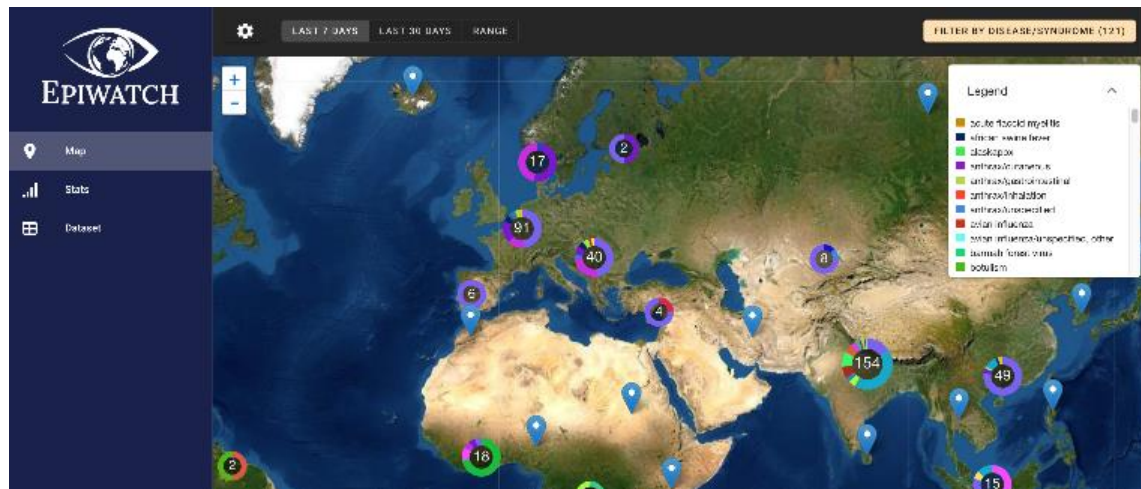 EPIWATCH
Map
Stats
Dataset
LAST 7 DAYS
LAST 30 DAYS
RANGE
FILTER BY DISEASE/SYNDROME (121)
+
-
Legend
acute flaccid myelitis
african swine fever
alaskapox
anthrax/cutaneous
anthrax/gastrointestinal
anthrax/inhalation
anthrax/unspecified
avian influenza
avian influenza/unspecified, other
barmah forest virus
botulism
17
2
91
40
8
6
4
154
49
18
2
15